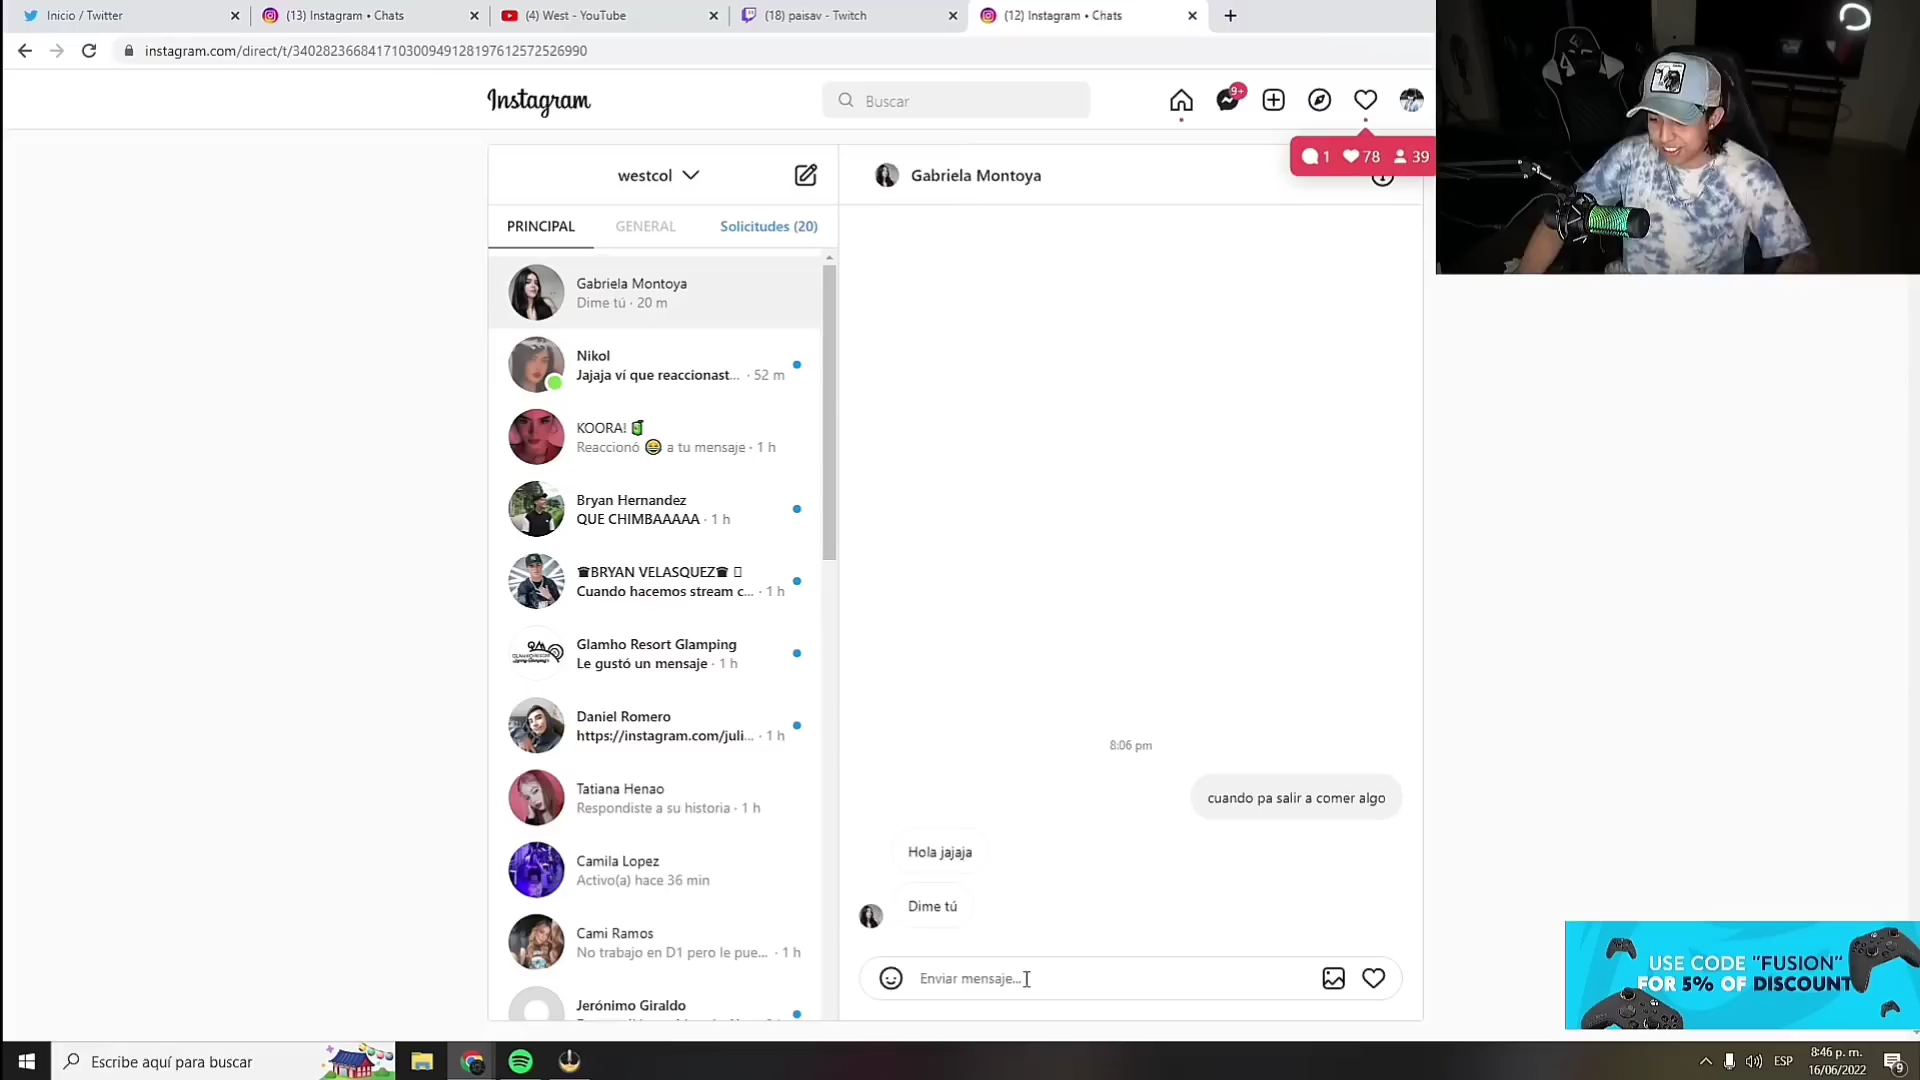 Inicio / Twitter
(13) Instagram • Chats
(4) West - YouTube
(18) paisav - Twitch
(12) Instagram • Chats
instagram.com/direct/t/340282366841710300949128197612572526990
Instagram
Buscar
9+
1 78 39
westcol
Gabriela Montoya
PRINCIPAL
GENERAL
Solicitudes (20)
Gabriela Montoya
Dime tú · 20 m
Nikol
Jajaja ví que reaccionast... · 52 m
KOORA!
Reaccionó 😂 a tu mensaje · 1 h
Bryan Hernandez
QUE CHIMBAAAAA · 1 h
♛BRYAN VELASQUEZ♛
Cuando hacemos stream c... · 1 h
Glamho Resort Glamping
Le gustó un mensaje · 1 h
Daniel Romero
https://instagram.com/juli... · 1 h
Tatiana Henao
Respondiste a su historia · 1 h
Camila Lopez
Activo(a) hace 36 min
Cami Ramos
No trabajo en D1 pero le pue... · 1 h
Jerónimo Giraldo
8:06 pm
cuando pa salir a comer algo
Hola jajaja
Dime tú
Enviar mensaje...
USE CODE "FUSION"
FOR 5% OF DISCOUNT
Escribe aquí para buscar
ESP
8:46 p. m.
16/06/2022
9